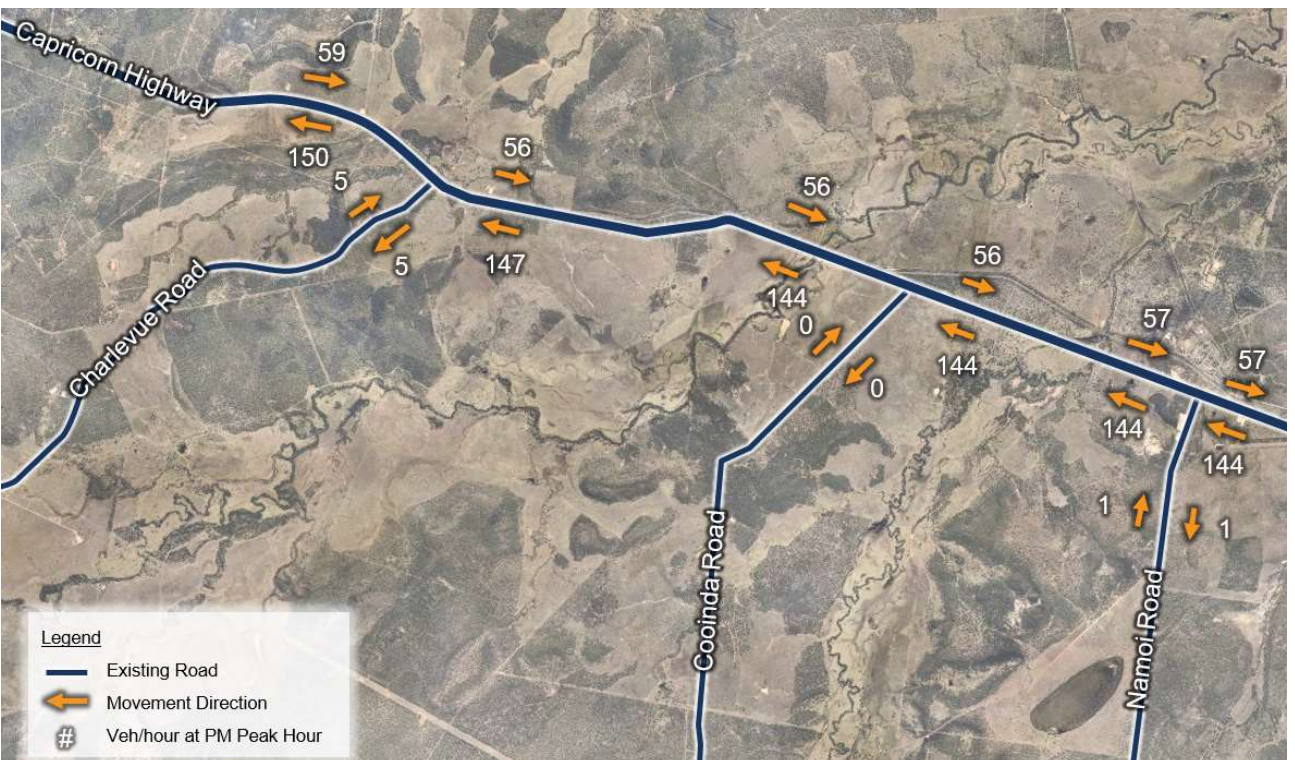 Capricorn Highway
59
150
5
56
5
147
56
144
0
0
56
144
57
57
144
144
1
1
Charlevue Road
Cooinda Road
Namoi Road
Legend
Existing Road
Movement Direction
# Veh/hour at PM Peak Hour